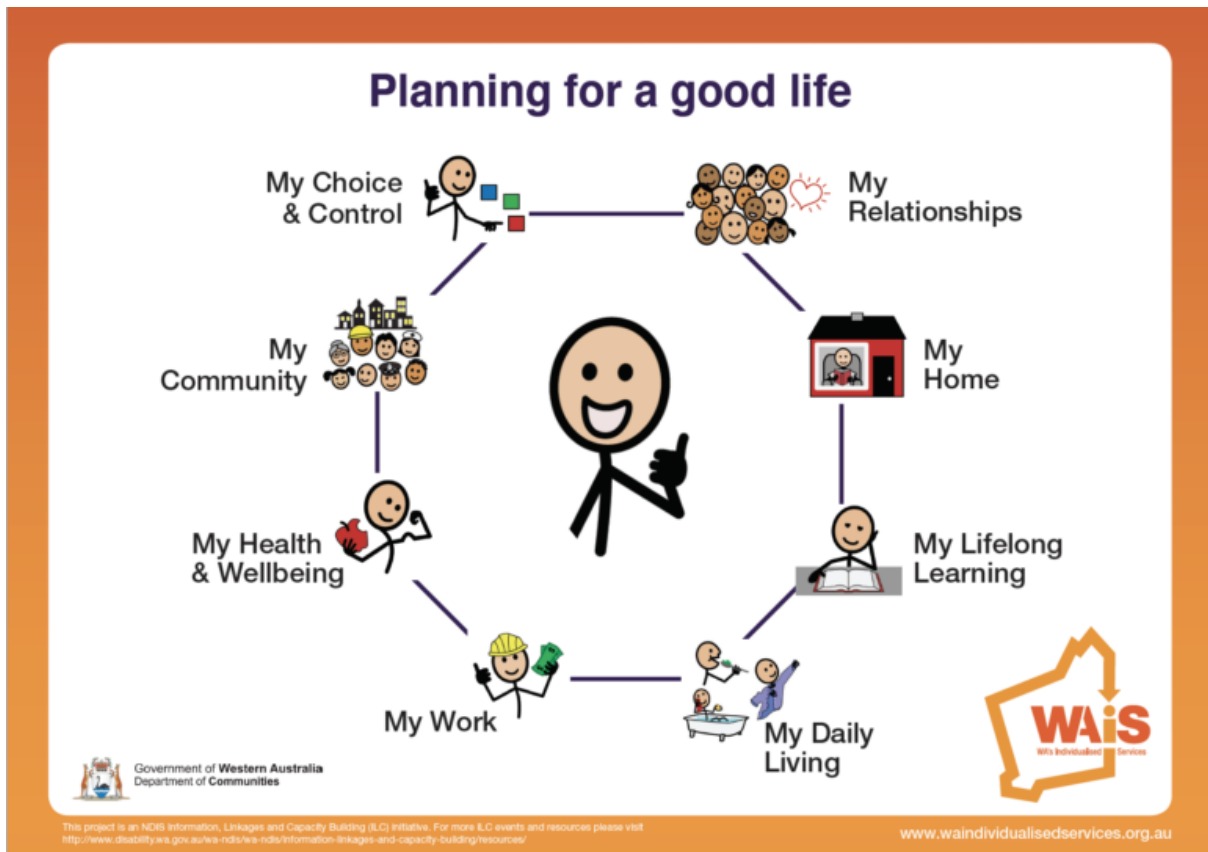 Planning for a good life
My Choice
& Control
My
Relationships
My
Community
My
Home
My Health
& Wellbeing
My Lifelong
Learning
My Work
My Daily
Living
WAiS
WA's Individualised Services
Government of Western Australia
Department of Communities
This project is an NDIS Information, Linkages and Capacity Building (ILC) initiative. For more ILC events and resources please visit
http://www.disability.wa.gov.au/wa-ndis/wa-ndis/information-linkages-and-capacity-building/resources/
www.waindividualisedservices.org.au